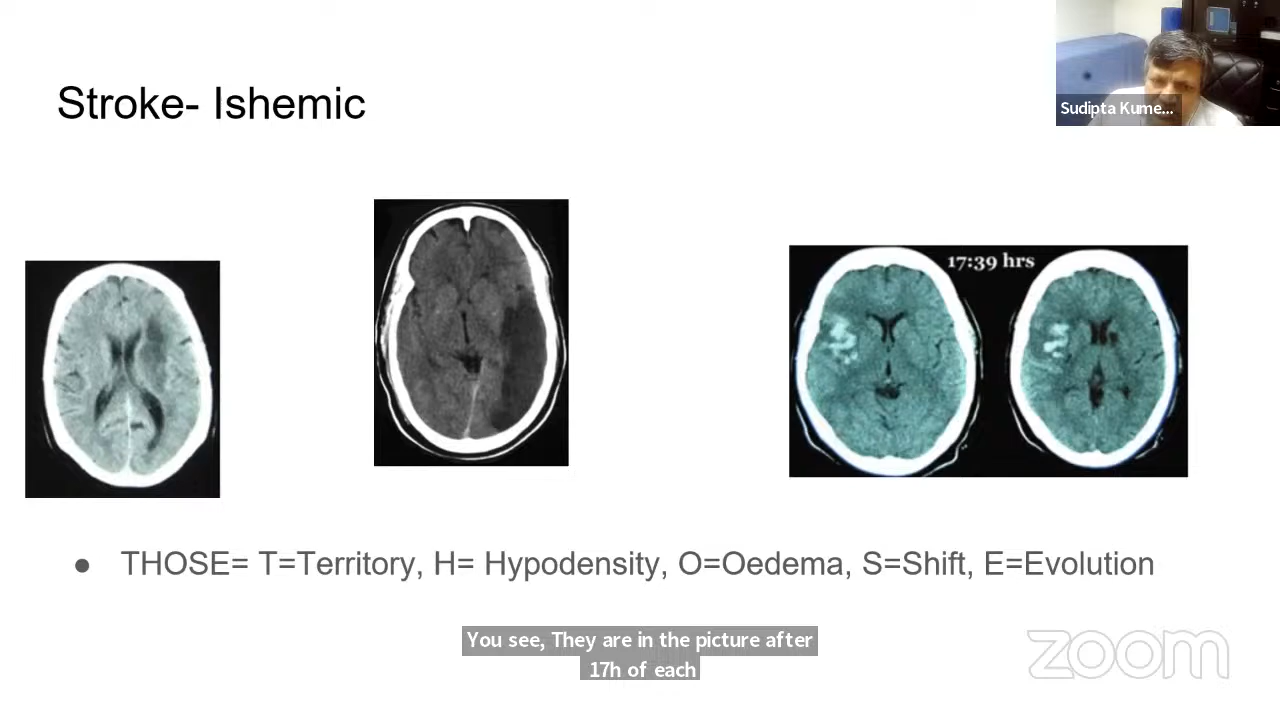 Stroke- Ishemic
Sudipta Kume...
17:39 hrs
● THOSE= T=Territory, H= Hypodensity, O=Oedema, S=Shift, E=Evolution
You see, They are in the picture after
17h of each
zoom